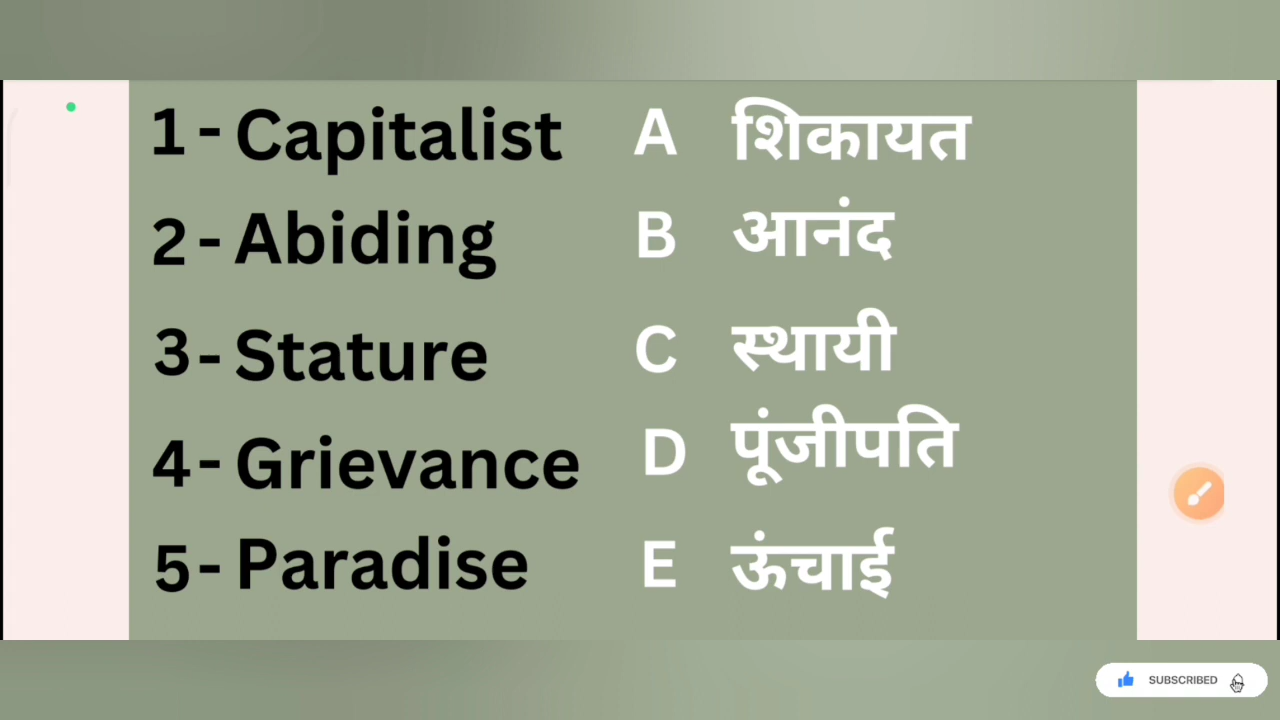 1- Capitalist A शिकायत
2- Abiding B आनंद
3- Stature C स्थायी
4- Grievance D पूंजीपति
5- Paradise E ऊंचाई
SUBSCRIBED